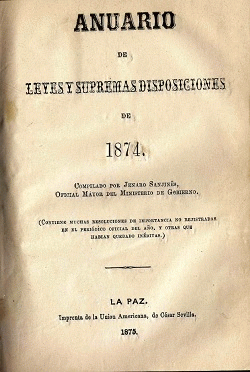 ANUARIO
DE
LEYES Y SUPREMAS DISPOSICIONES
DE
1874.
COMPILADO POR JENARO SANJINÉS,
OFICIAL MAYOR DEL MINISTERIO DE GOBIERNO.
(CONTIENE MUCHAS RESOLUCIONES DE IMPORTANCIA NO REJISTRADAS
EN EL PERIÓDICO OFICIAL DEL AÑO, Y OTRAS QUE
HABIAN QUEDADO INÉDITAS.)
LA PAZ.
Imprenta de la Union Americana, de César Sevilla.
1875.